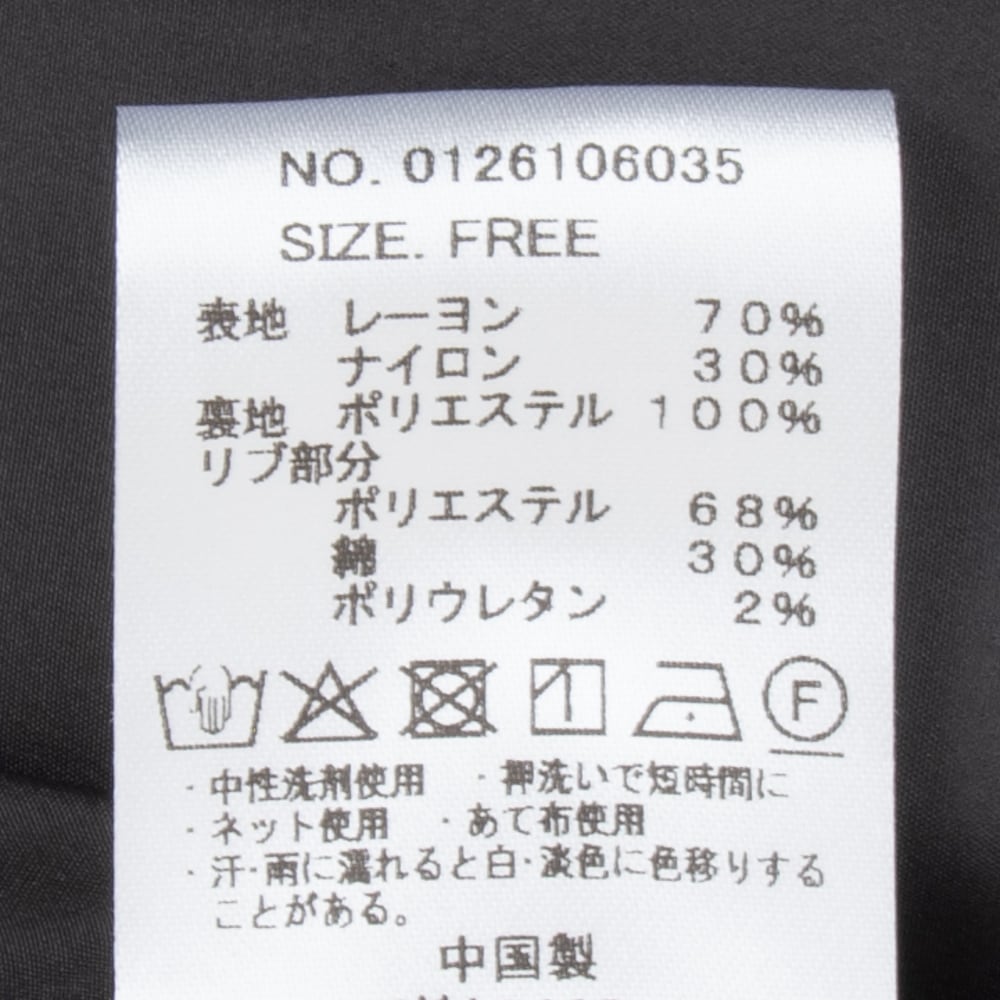 NO. 0126106035
SIZE. FREE
表地 レーヨン 70%
ナイロン 30%
裏地 ポリエステル 100%
リブ部分
ポリエステル 68%
綿 30%
ポリウレタン 2%
F
・中性洗剤使用 ・押洗いで短時間に
・ネット使用 ・あて布使用
・汗・雨に濡れると白・淡色に色移りする
ことがある。
中国製